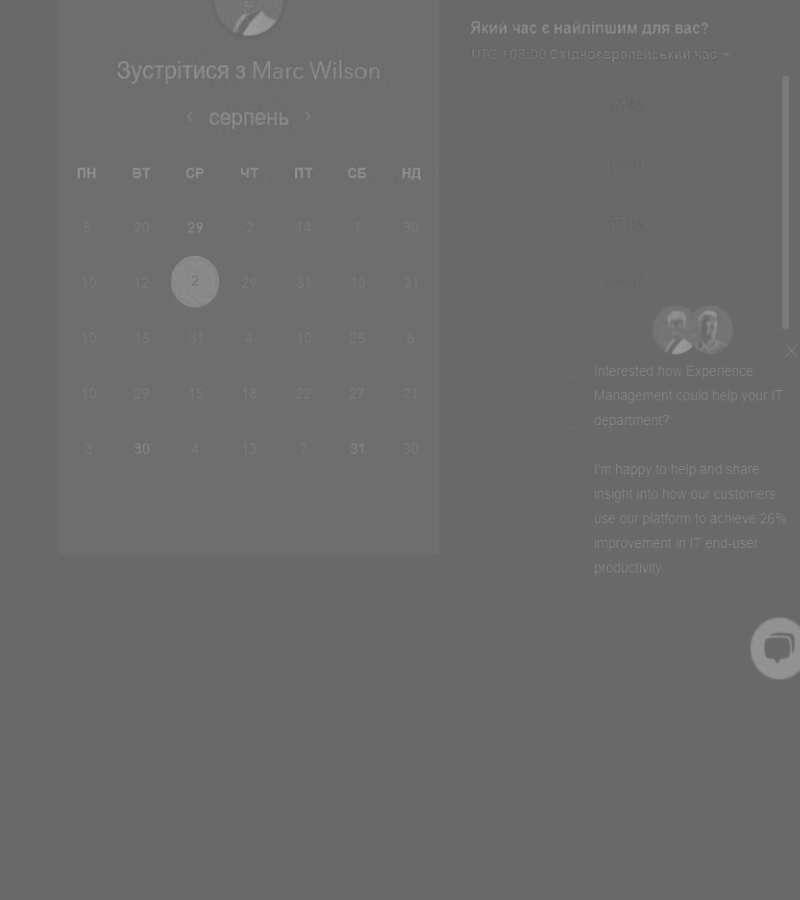 Зустрітися з Marc Wilson
серпень
ПН ВТ СР ЧТ ПТ СБ НД
5 20 29 2 14 1 30
10 12 2 29 31 10 31
10 15 31 4 10 25 6
10 29 15 18 22 27 21
3 30 4 13 7 31 30
Який час є найліпшим для вас?
UTC +03:00 Східноєвропейський час
Interested how Experience
Management could help your IT
department?
I'm happy to help and share
insight into how our customers
use our platform to achieve 26%
improvement in IT end-user
productivity.